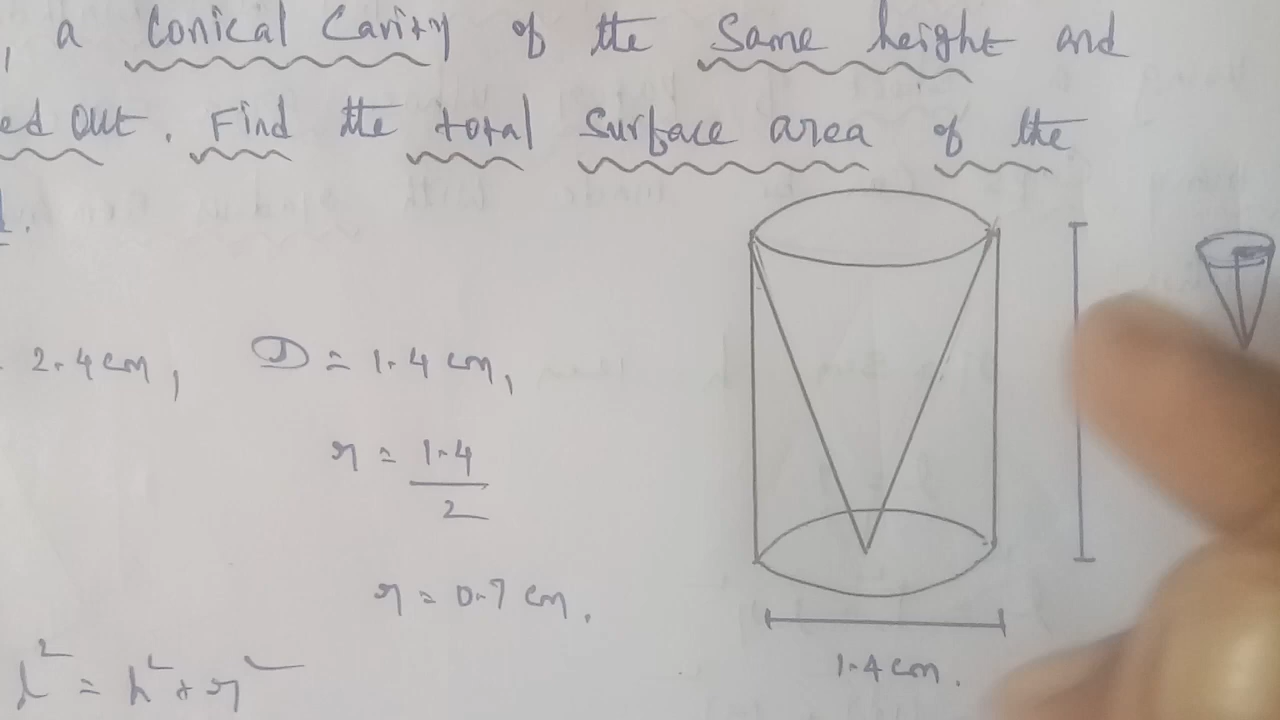 , a Conical Cavity of the Same height and
ed out. Find the total surface area of the
2.4 cm, D = 1.4 cm,
r = 1.4
2
r = 0.7 cm.
l² = h² + r²
1.4 cm.